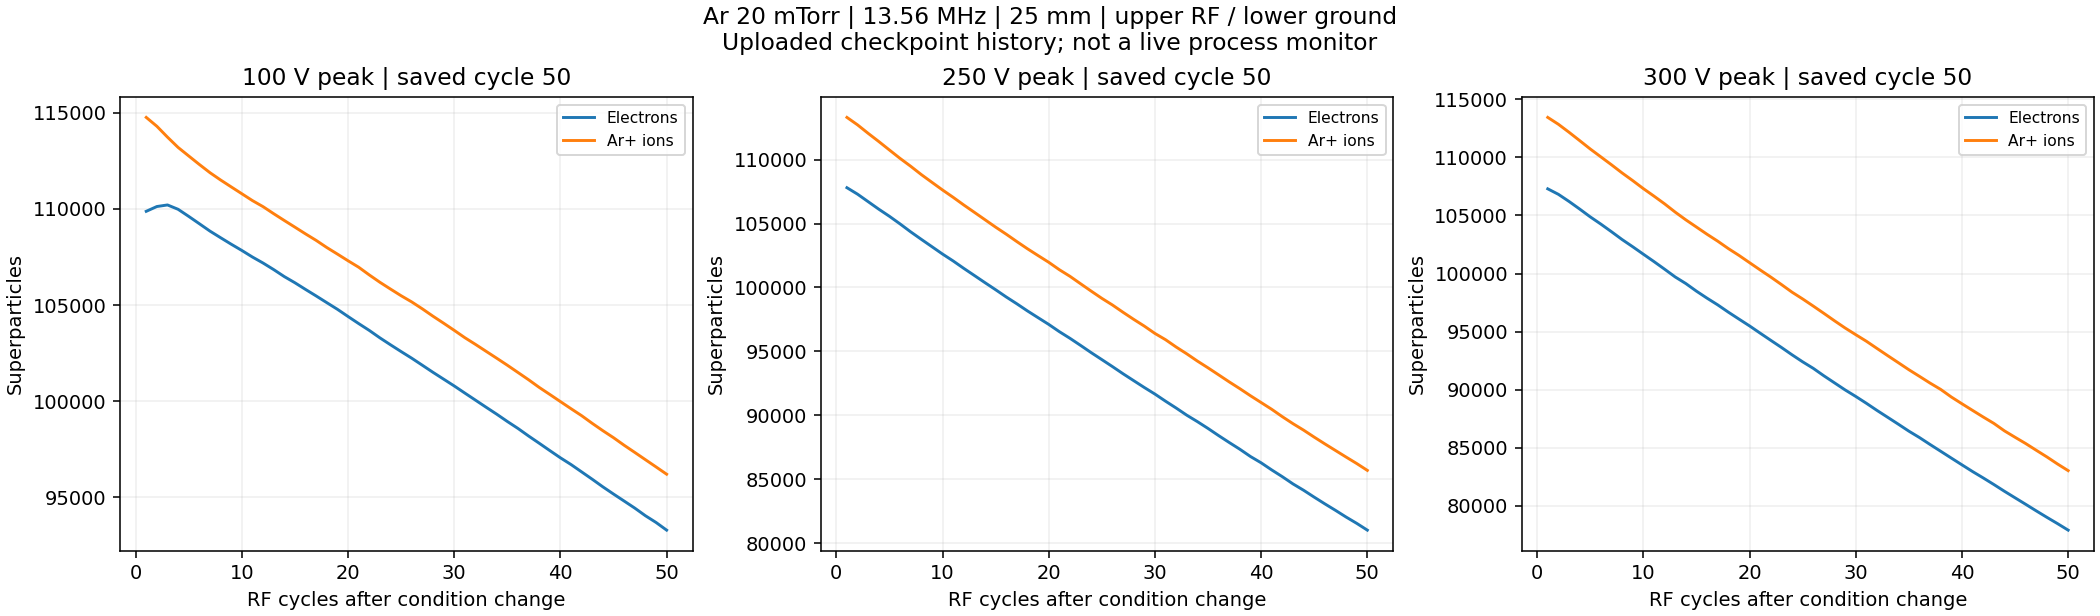 Ar 20 mTorr | 13.56 MHz | 25 mm | upper RF / lower ground
Uploaded checkpoint history; not a live process monitor
100 V peak | saved cycle 50
Electrons
Ar+ ions
115000
110000
105000
100000
95000
Superparticles
0
10
20
30
40
50
RF cycles after condition change
250 V peak | saved cycle 50
Electrons
Ar+ ions
110000
105000
100000
95000
90000
85000
80000
Superparticles
0
10
20
30
40
50
RF cycles after condition change
300 V peak | saved cycle 50
Electrons
Ar+ ions
115000
110000
105000
100000
95000
90000
85000
80000
Superparticles
0
10
20
30
40
50
RF cycles after condition change